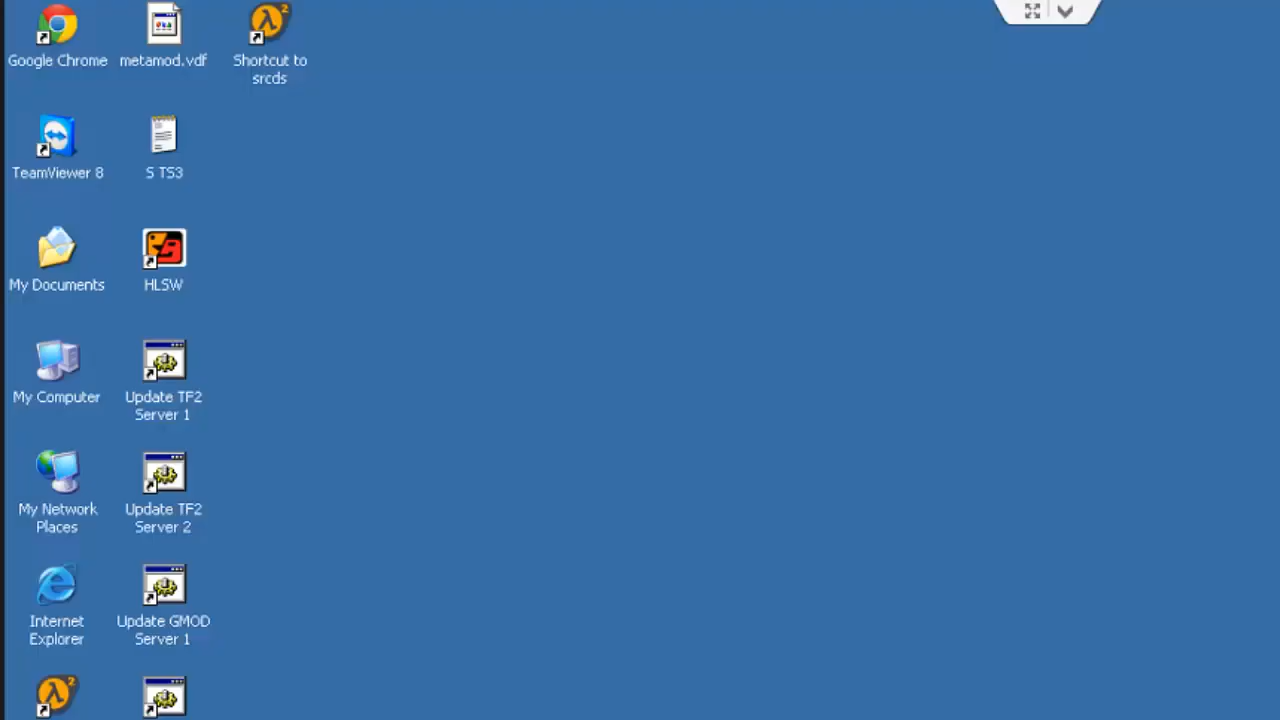 Google Chrome
metamod.vdf
Shortcut to
srcds
TeamViewer 8
S TS3
My Documents
HLSW
My Computer
Update TF2
Server 1
My Network
Places
Update TF2
Server 2
Internet
Explorer
Update GMOD
Server 1